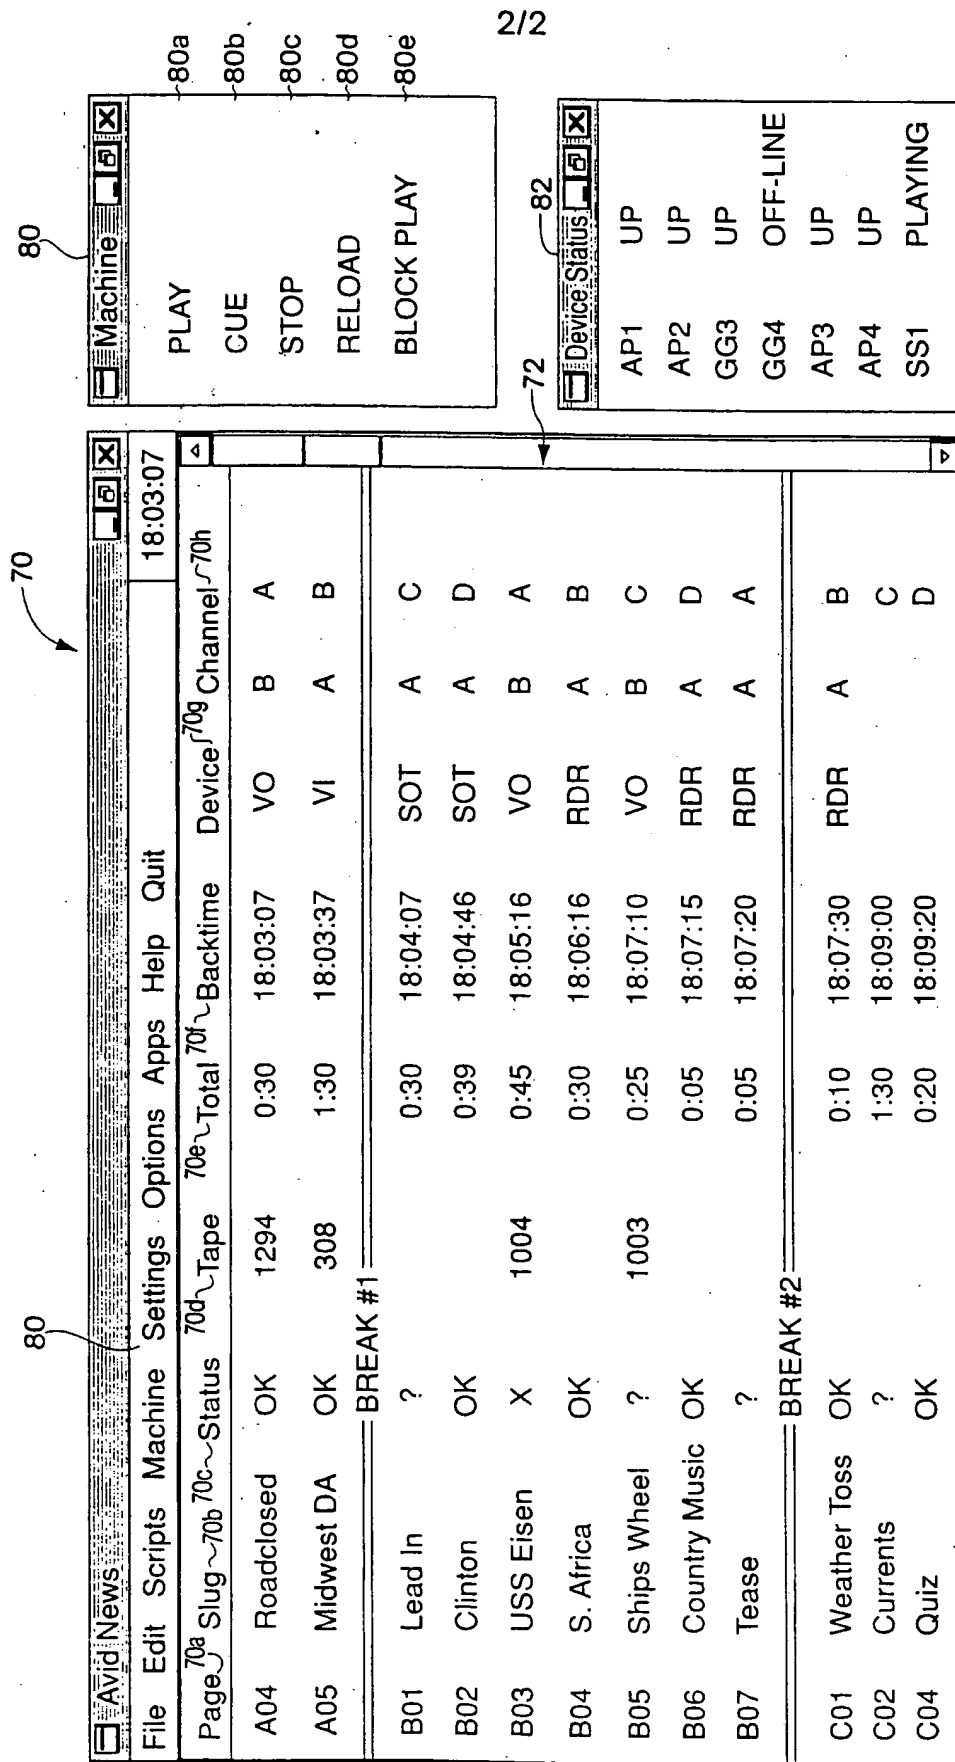 2/2
70
80
Avid News
File Edit Scripts Machine Settings Options Apps Help Quit 18:03:07
Page 70a Slug 70b 70c Status 70d Tape 70e Total 70f Backtime Device 70g Channel 70h
A04 Roadclosed OK 1294 0:30 18:03:07 VO B A
A05 Midwest DA OK 308 1:30 18:03:37 VI A B
BREAK #1
B01 Lead In ? 0:30 18:04:07 SOT A C
B02 Clinton OK 0:39 18:04:46 SOT A D
B03 USS Eisen X 1004 0:45 18:05:16 VO B A
B04 S. Africa OK 0:30 18:06:16 RDR A B
B05 Ships Wheel ? 1003 0:25 18:07:10 VO B C
B06 Country Music OK 0:05 18:07:15 RDR A D
B07 Tease ? 0:05 18:07:20 RDR A A
BREAK #2
C01 Weather Toss OK 0:10 18:07:30 RDR A B
C02 Currents ? 1:30 18:09:00 C
C04 Quiz OK 0:20 18:09:20 D
72
80
Machine
PLAY 80a
CUE 80b
STOP 80c
RELOAD 80d
BLOCK PLAY 80e
82
Device Status
AP1 UP
AP2 UP
GG3 UP
GG4 OFF-LINE
AP3 UP
AP4 UP
SS1 PLAYING